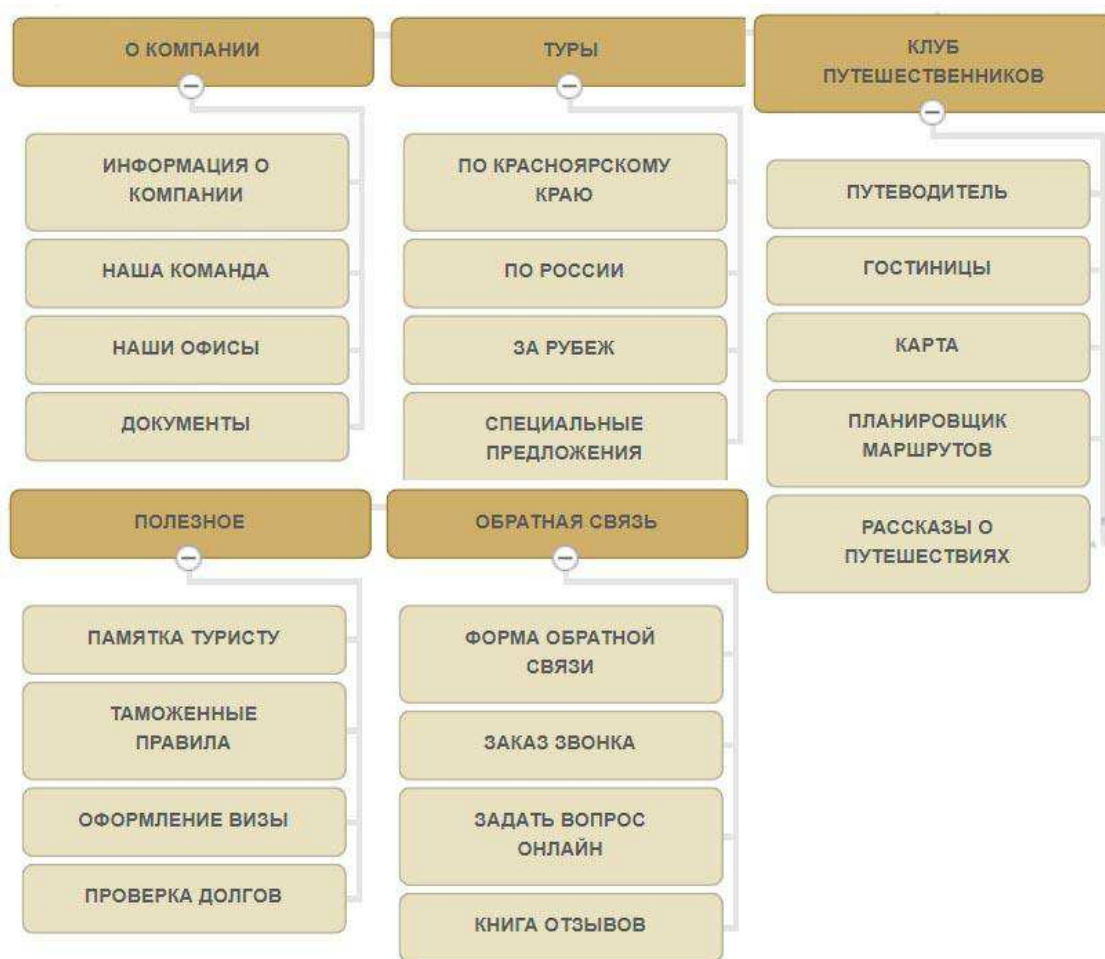 О КОМПАНИИ
ИНФОРМАЦИЯ О
КОМПАНИИ
НАША КОМАНДА
НАШИ ОФИСЫ
ДОКУМЕНТЫ
ТУРЫ
ПО КРАСНОЯРСКОМУ
КРАЮ
ПО РОССИИ
ЗА РУБЕЖ
СПЕЦИАЛЬНЫЕ
ПРЕДЛОЖЕНИЯ
КЛУБ
ПУТЕШЕСТВЕННИКОВ
ПУТЕВОДИТЕЛЬ
ГОСТИНИЦЫ
КАРТА
ПЛАНИРОВЩИК
МАРШРУТОВ
РАССКАЗЫ О
ПУТЕШЕСТВИЯХ
ПОЛЕЗНОЕ
ПАМЯТКА ТУРИСТУ
ТАМОЖЕННЫЕ
ПРАВИЛА
ОФОРМЛЕНИЕ ВИЗЫ
ПРОВЕРКА ДОЛГОВ
ОБРАТНАЯ СВЯЗЬ
ФОРМА ОБРАТНОЙ
СВЯЗИ
ЗАКАЗ ЗВОНКА
ЗАДАТЬ ВОПРОС
ОНЛАЙН
КНИГА ОТЗЫВОВ